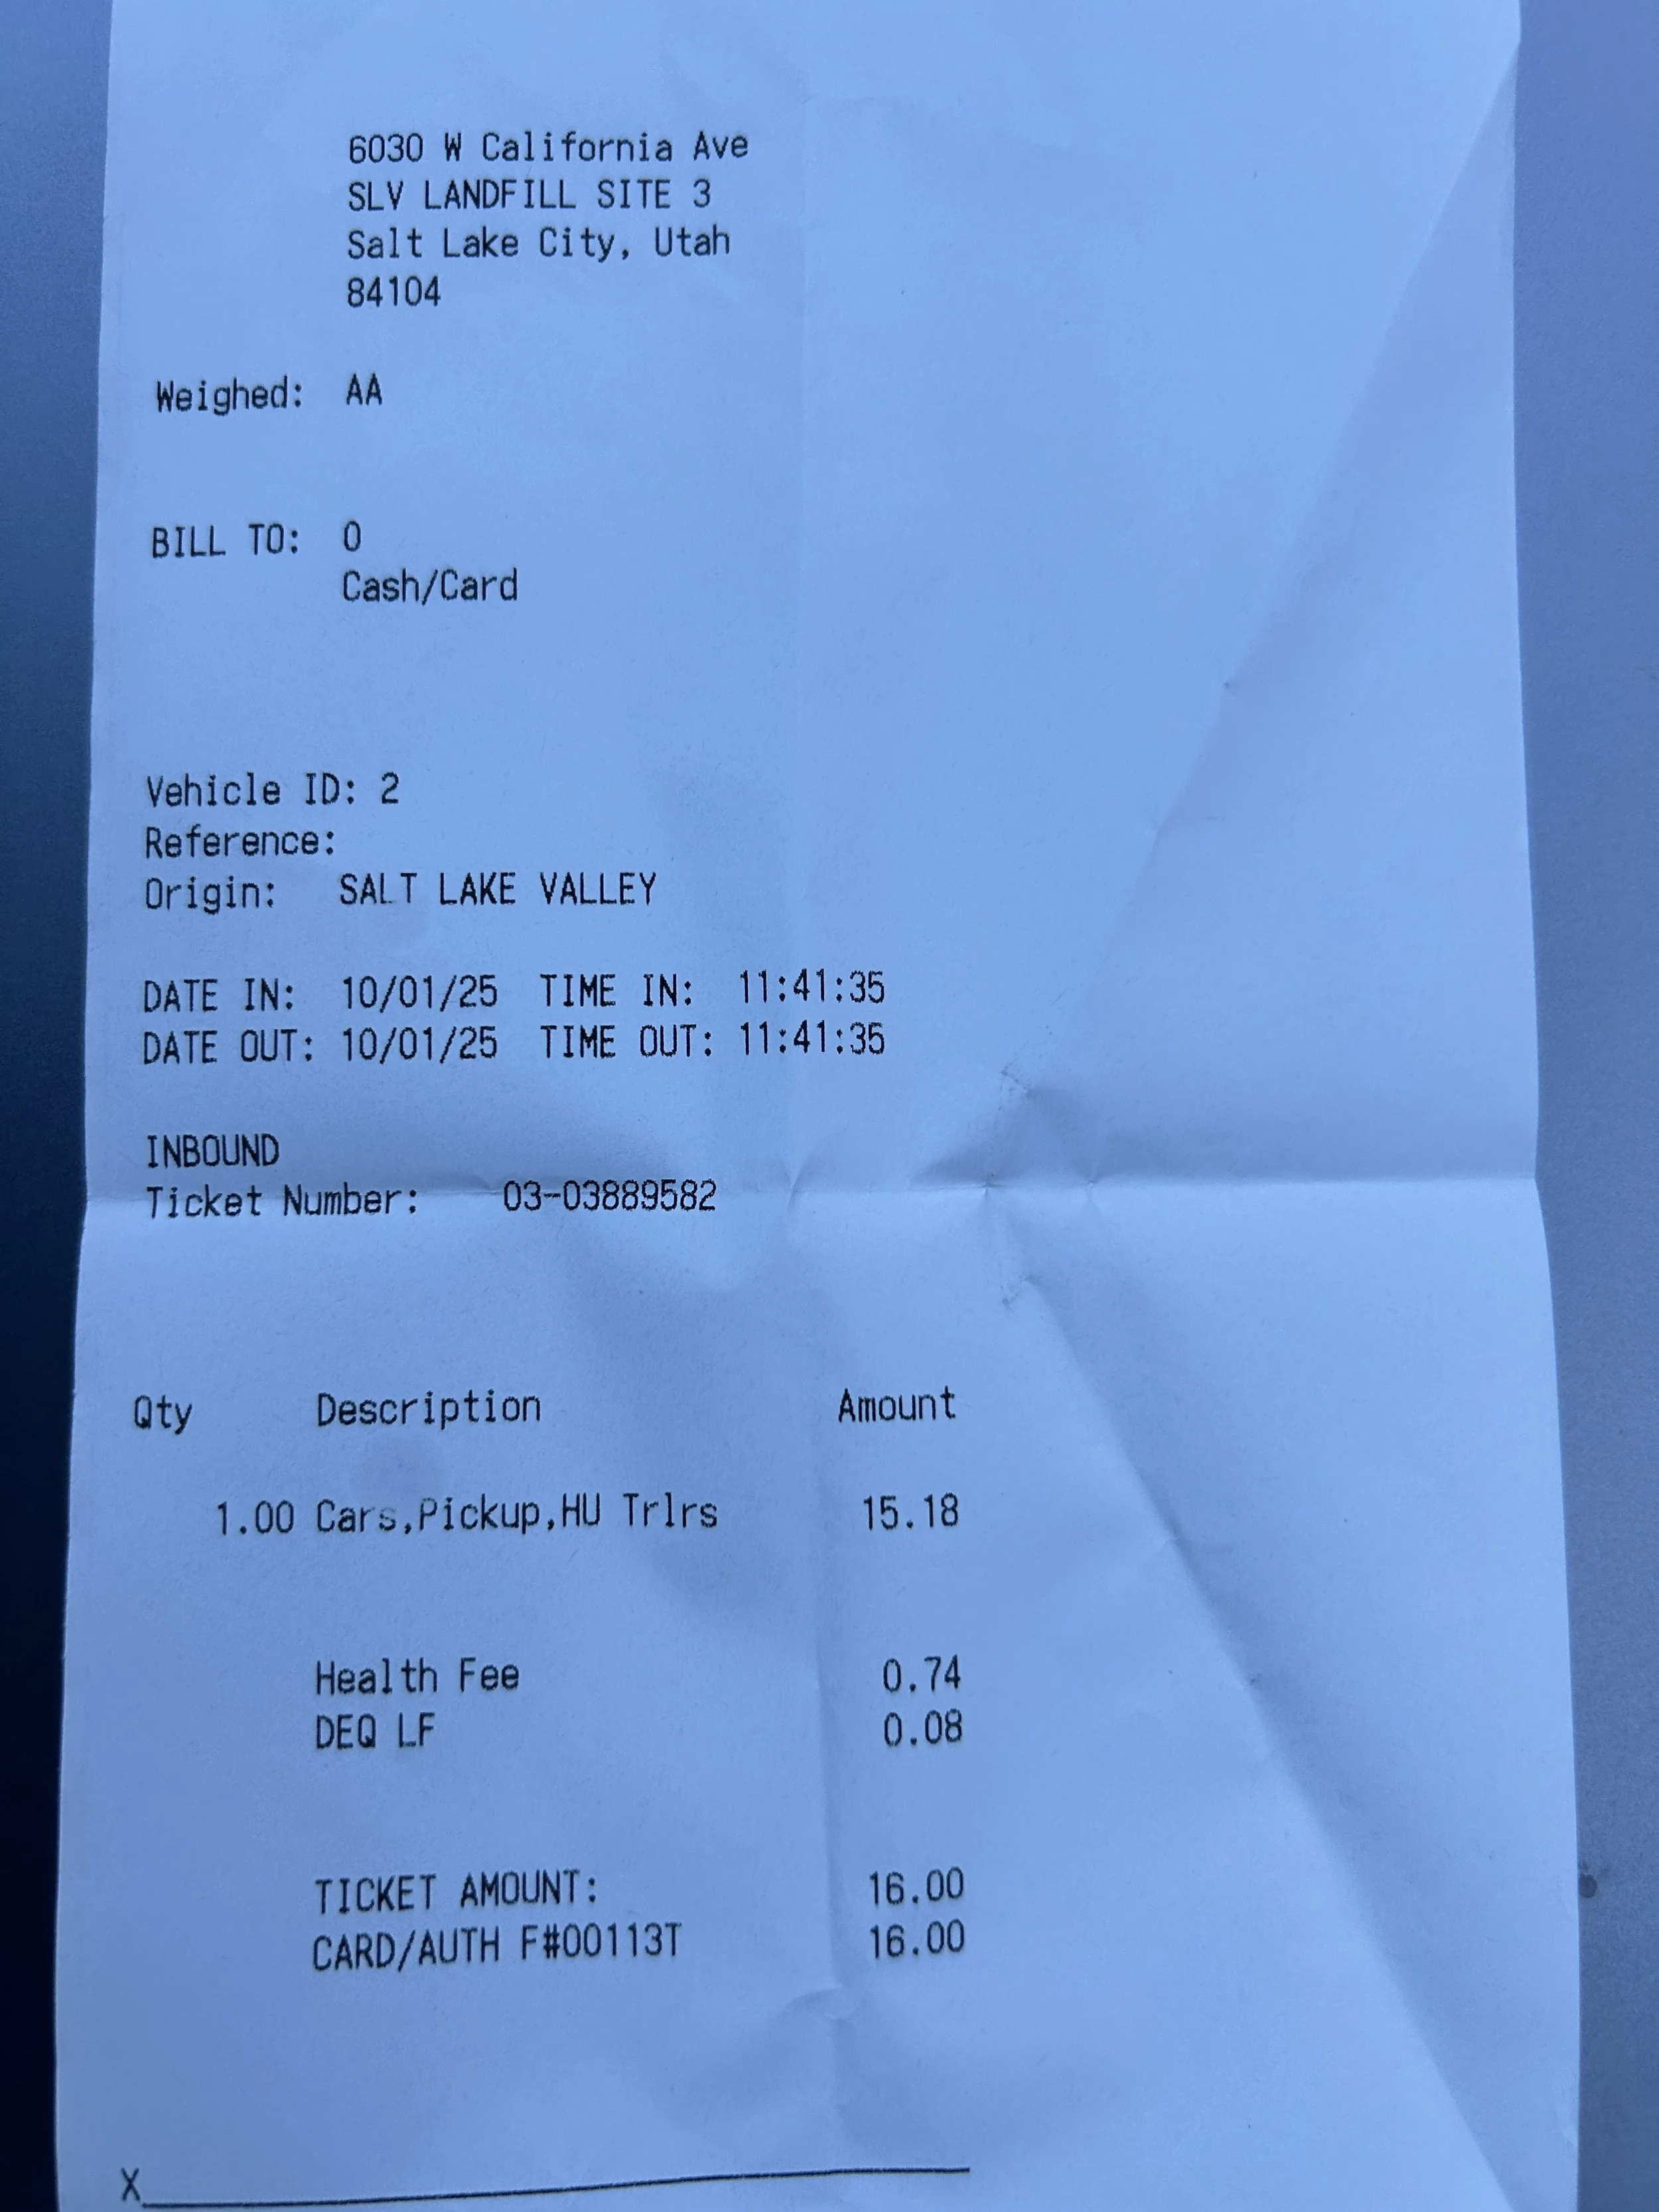 6030 W California Ave
SLV LANDFILL SITE 3
Salt Lake City, Utah
84104
Weighed: AA
BILL TO: 0
Cash/Card
Vehicle ID: 2
Reference:
Origin: SALT LAKE VALLEY
DATE IN: 10/01/25 TIME IN: 11:41:35
DATE OUT: 10/01/25 TIME OUT: 11:41:35
INBOUND
Ticket Number: 03-03889582
Qty Description Amount
1.00 Cars,Pickup,HU Trlrs 15.18
Health Fee 0.74
DEQ LF 0.08
TICKET AMOUNT: 16.00
CARD/AUTH F#00113T 16.00
X